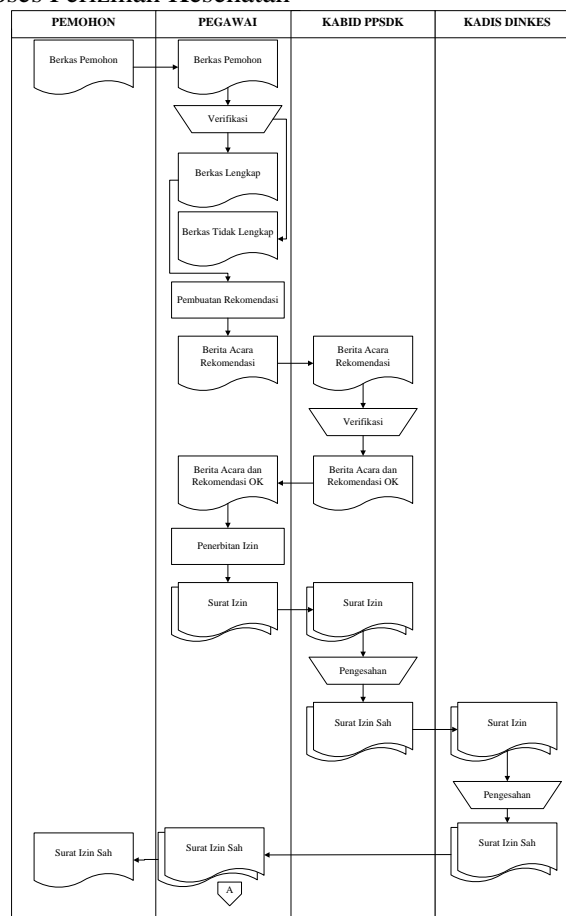 Proses Perizinan Kesehatan
PEMOHON
PEGAWAI
KABID PPSDK
KADIS DINKES
Berkas Pemohon
Berkas Pemohon
Verifikasi
Berkas Lengkap
Berkas Tidak Lengkap
Pembuatan Rekomendasi
Berita Acara
Rekomendasi
Berita Acara
Rekomendasi
Verifikasi
Berita Acara dan
Rekomendasi OK
Berita Acara dan
Rekomendasi OK
Penerbitan Izin
Surat Izin
Surat Izin
Pengesahan
Surat Izin Sah
Surat Izin
Pengesahan
Surat Izin Sah
Surat Izin Sah
Surat Izin Sah
A